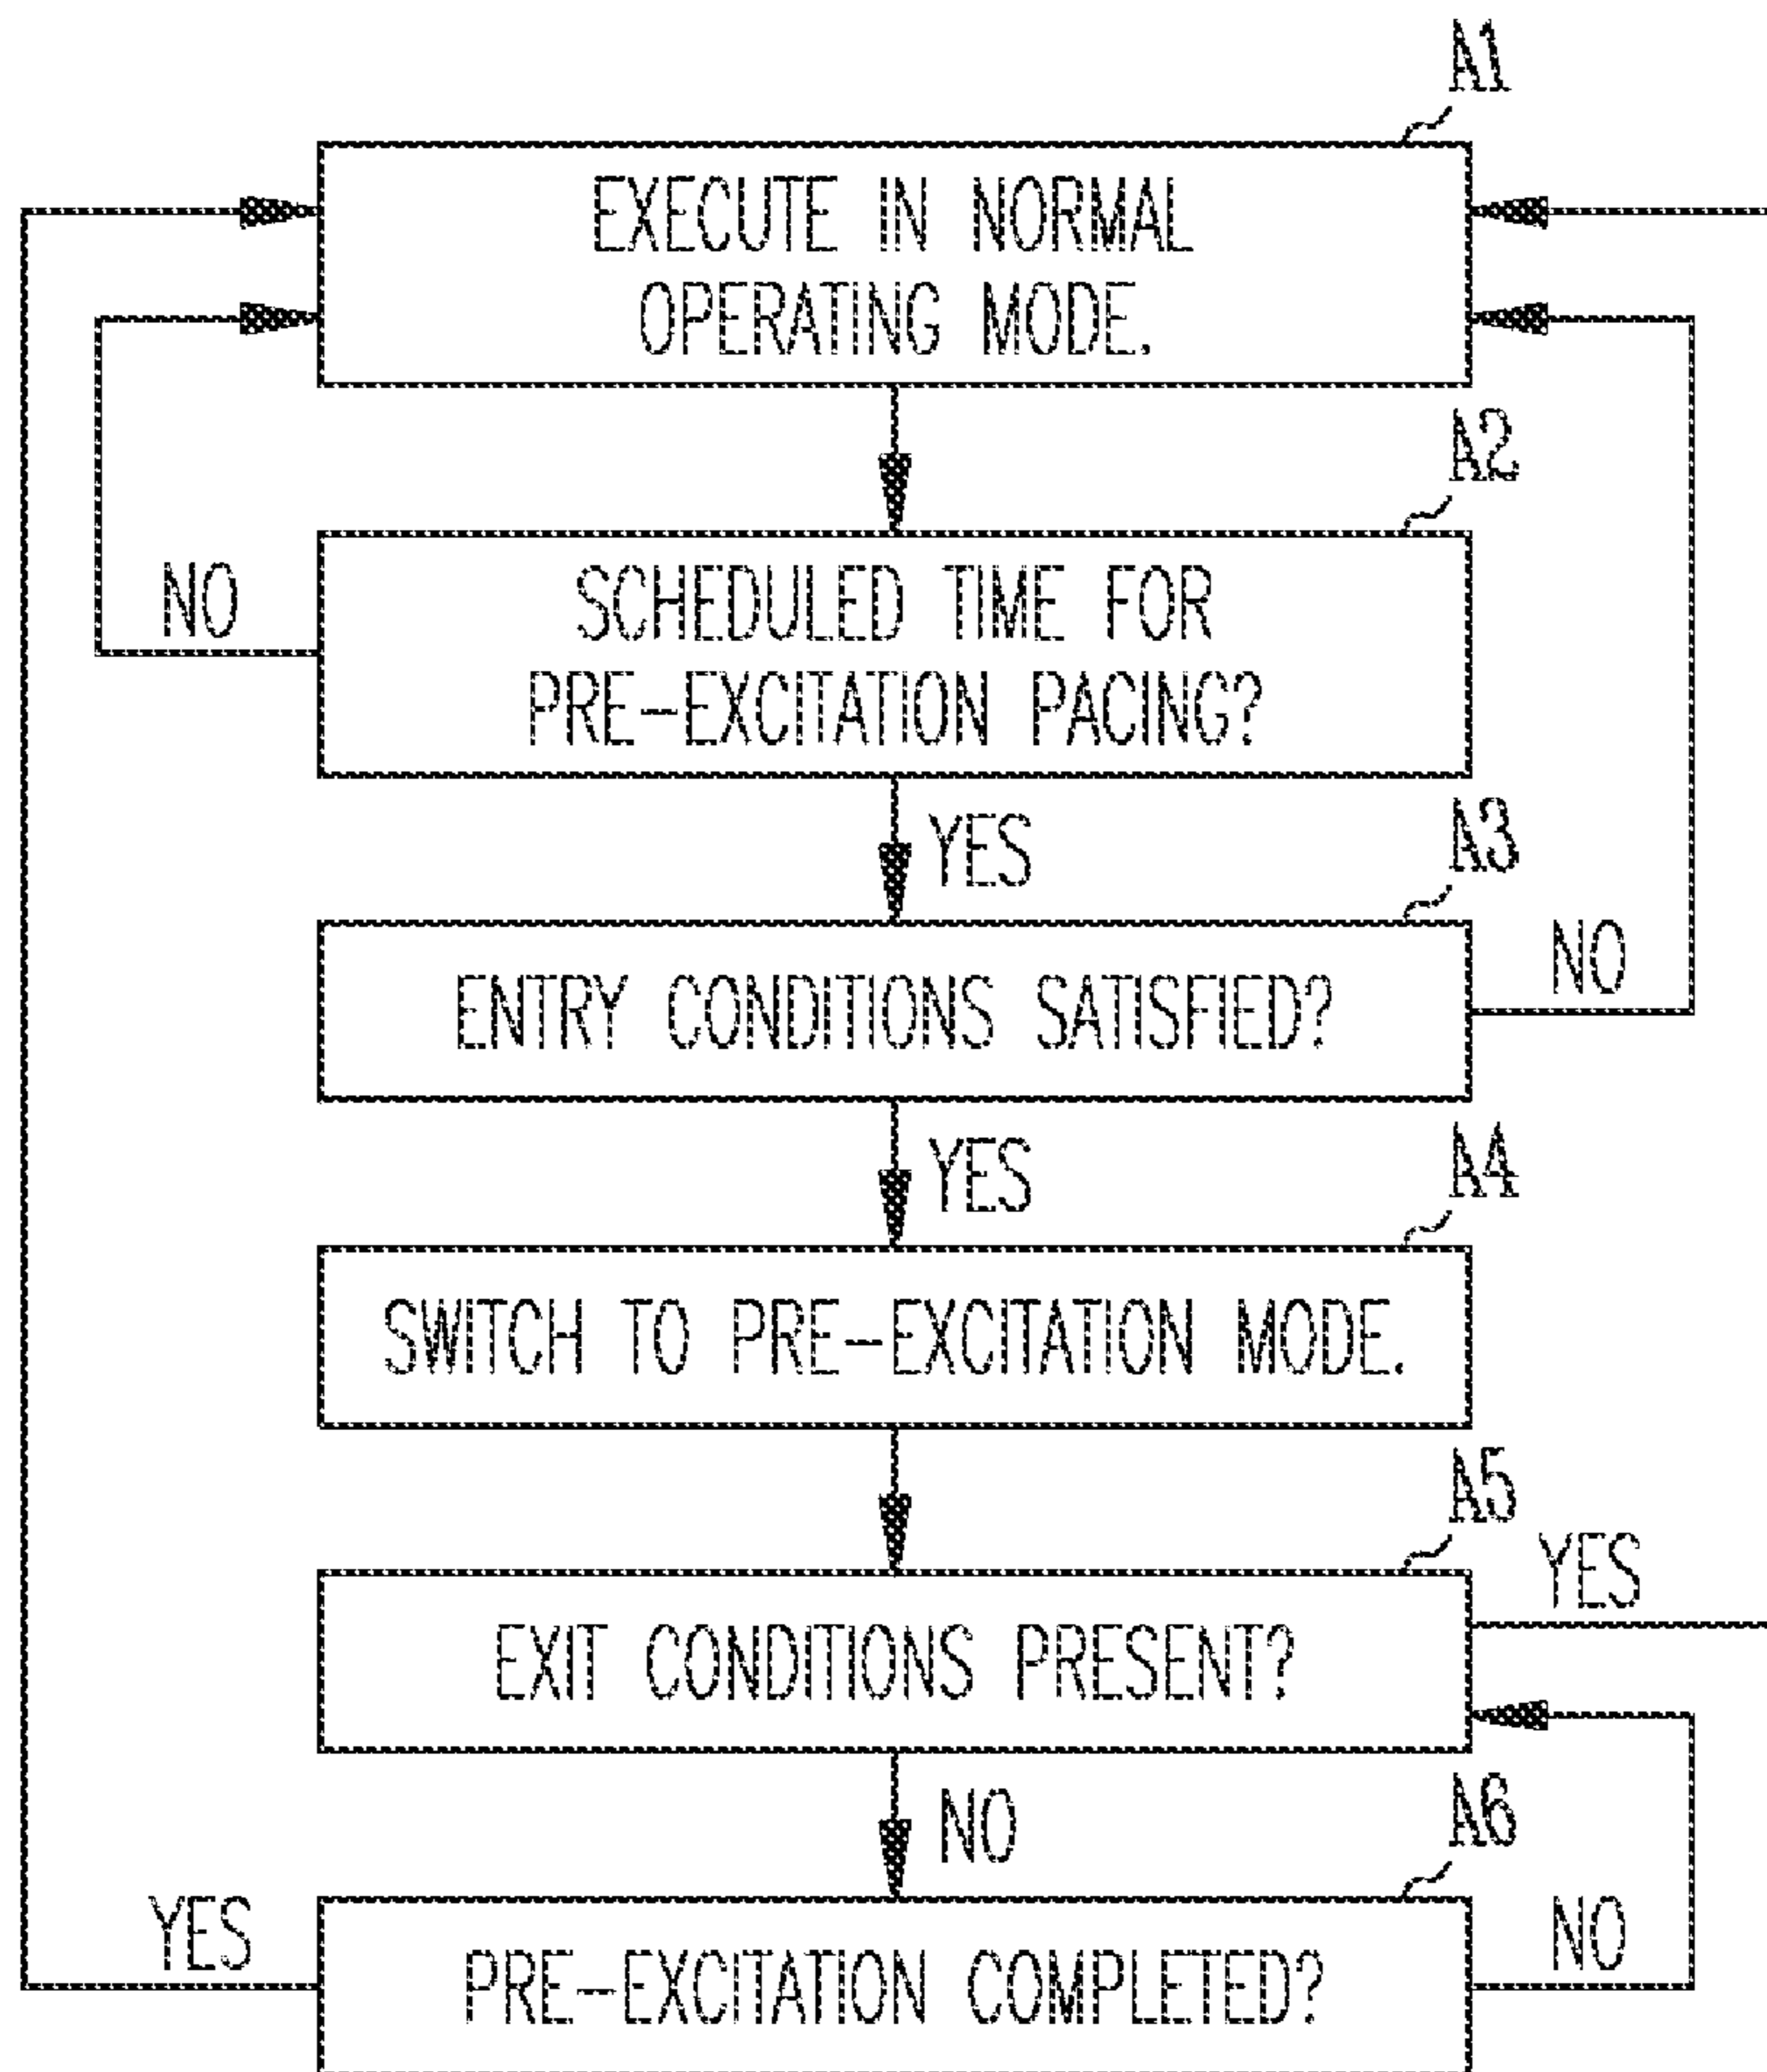 A1
EXECUTE IN NORMAL
OPERATING MODE.
A2
NO
SCHEDULED TIME FOR
PRE-EXCITATION PACING?
YES
A3
ENTRY CONDITIONS SATISFIED?
NO
YES
A4
SWITCH TO PRE-EXCITATION MODE.
A5
YES
EXIT CONDITIONS PRESENT?
NO
A6
YES
PRE-EXCITATION COMPLETED?
NO